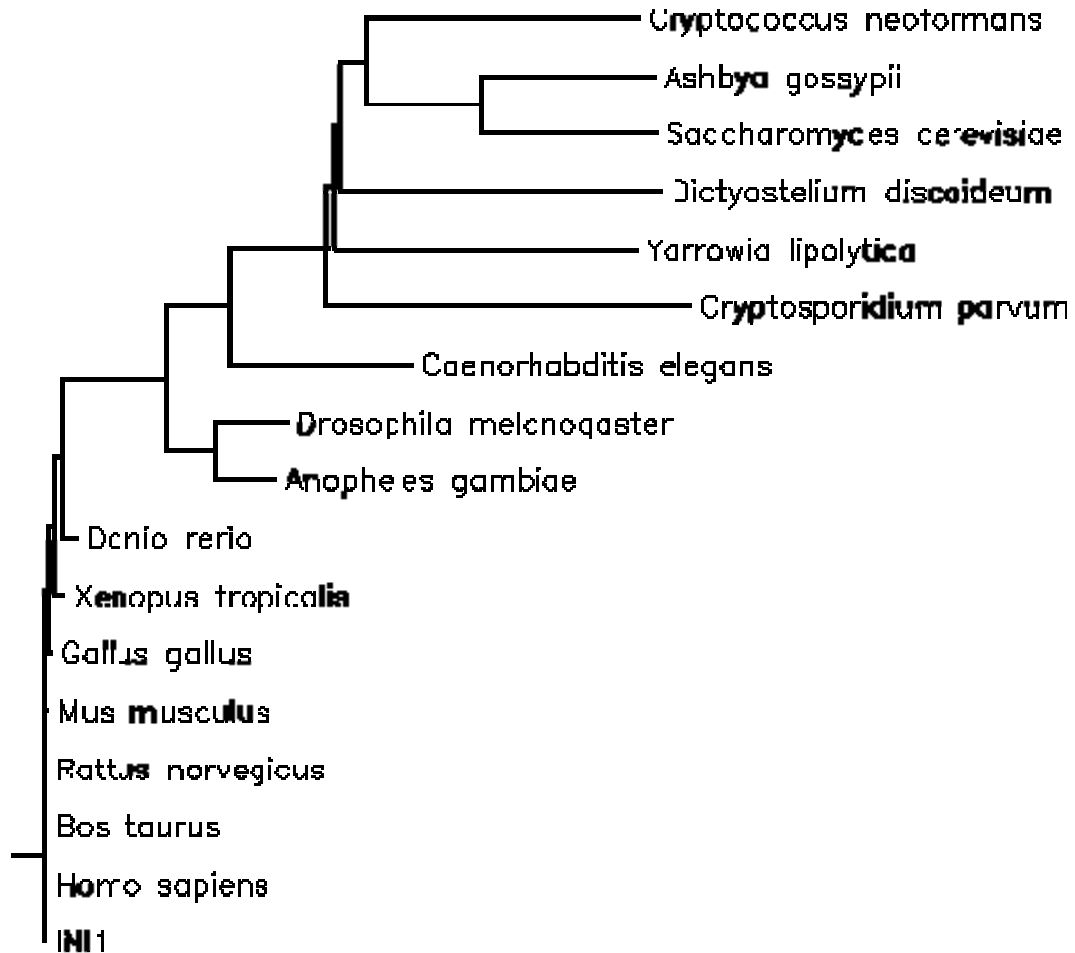 Cryptococcus neoformans
Ashbya gossypii
Saccharomyces cerevisiae
Dictyostelium discoideum
Yarrowia lipolytica
Cryptosporidium parvum
Caenorhabditis elegans
Drosophila melanogaster
Anopheles gambiae
Danio rerio
Xenopus tropicalis
Gallus gallus
Mus musculus
Rattus norvegicus
Bos taurus
Homo sapiens
INI1